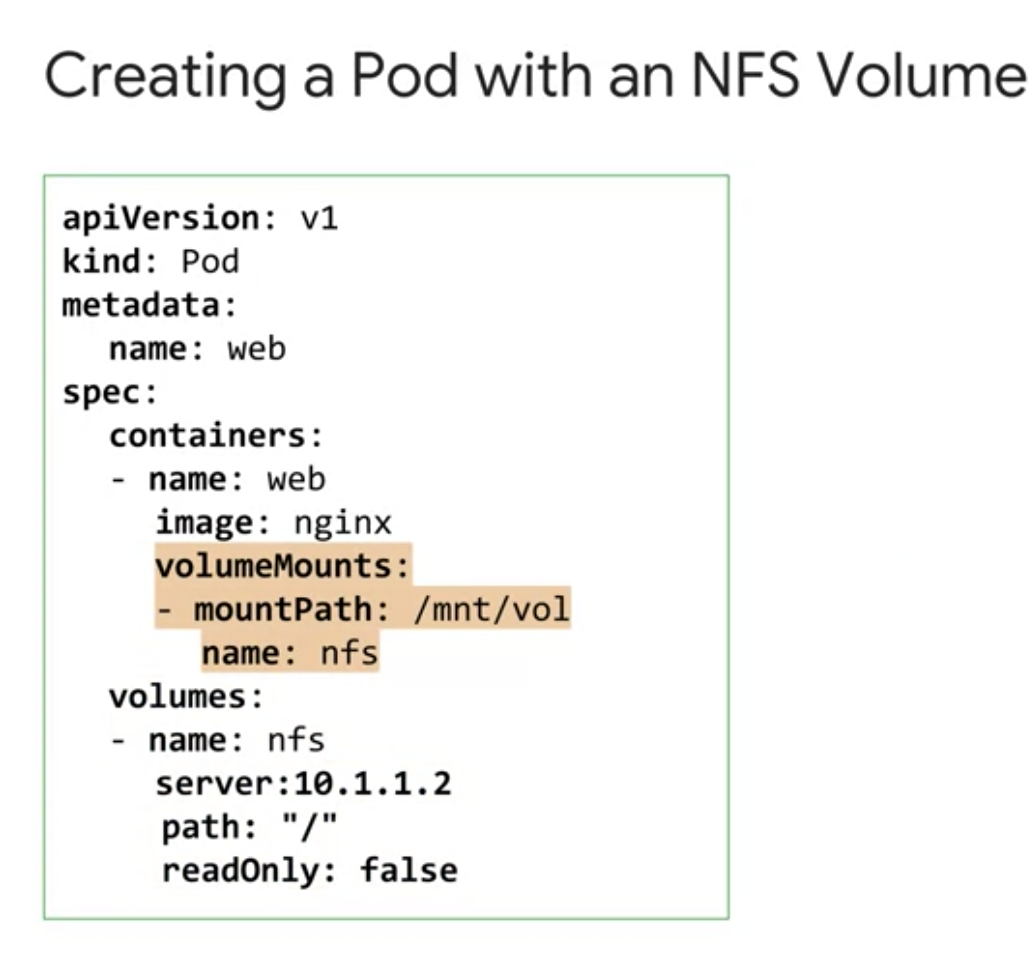 Creating a Pod with an NFS Volume
apiVersion: v1
kind: Pod
metadata:
  name: web
spec:
  containers:
  - name: web
    image: nginx
    volumeMounts:
    - mountPath: /mnt/vol
      name: nfs
  volumes:
  - name: nfs
    server:10.1.1.2
    path: "/"
    readOnly: false